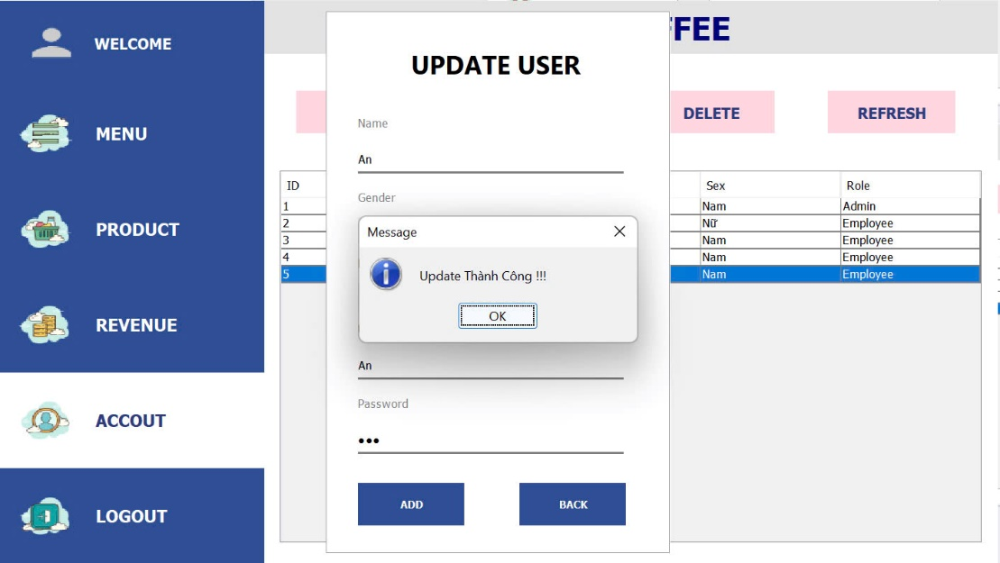 WELCOME
MENU
PRODUCT
REVENUE
ACCOUT
LOGOUT
DELETE
REFRESH
ID
Sex
Role
1
Nam
Admin
2
Nữ
Employee
3
Nam
Employee
4
Nam
Employee
5
Nam
Employee
UPDATE USER
Name
An
Gender
Message
Update Thành Công !!!
OK
An
Password
ADD
BACK